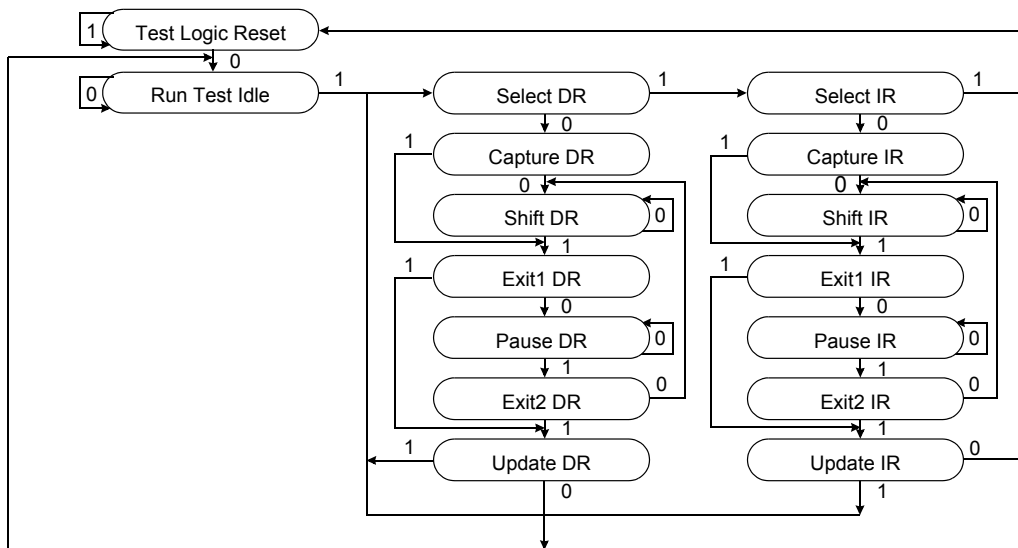 Test Logic Reset
1
0
Run Test Idle
0
1
Select DR
1
Select IR
1
0
0
1
Capture DR
1
Capture IR
0
0
Shift DR
0
Shift IR
0
1
1
1
Exit1 DR
1
Exit1 IR
0
0
Pause DR
0
Pause IR
0
1
1
Exit2 DR
0
Exit2 IR
0
1
1
1
Update DR
Update IR
0
0
1